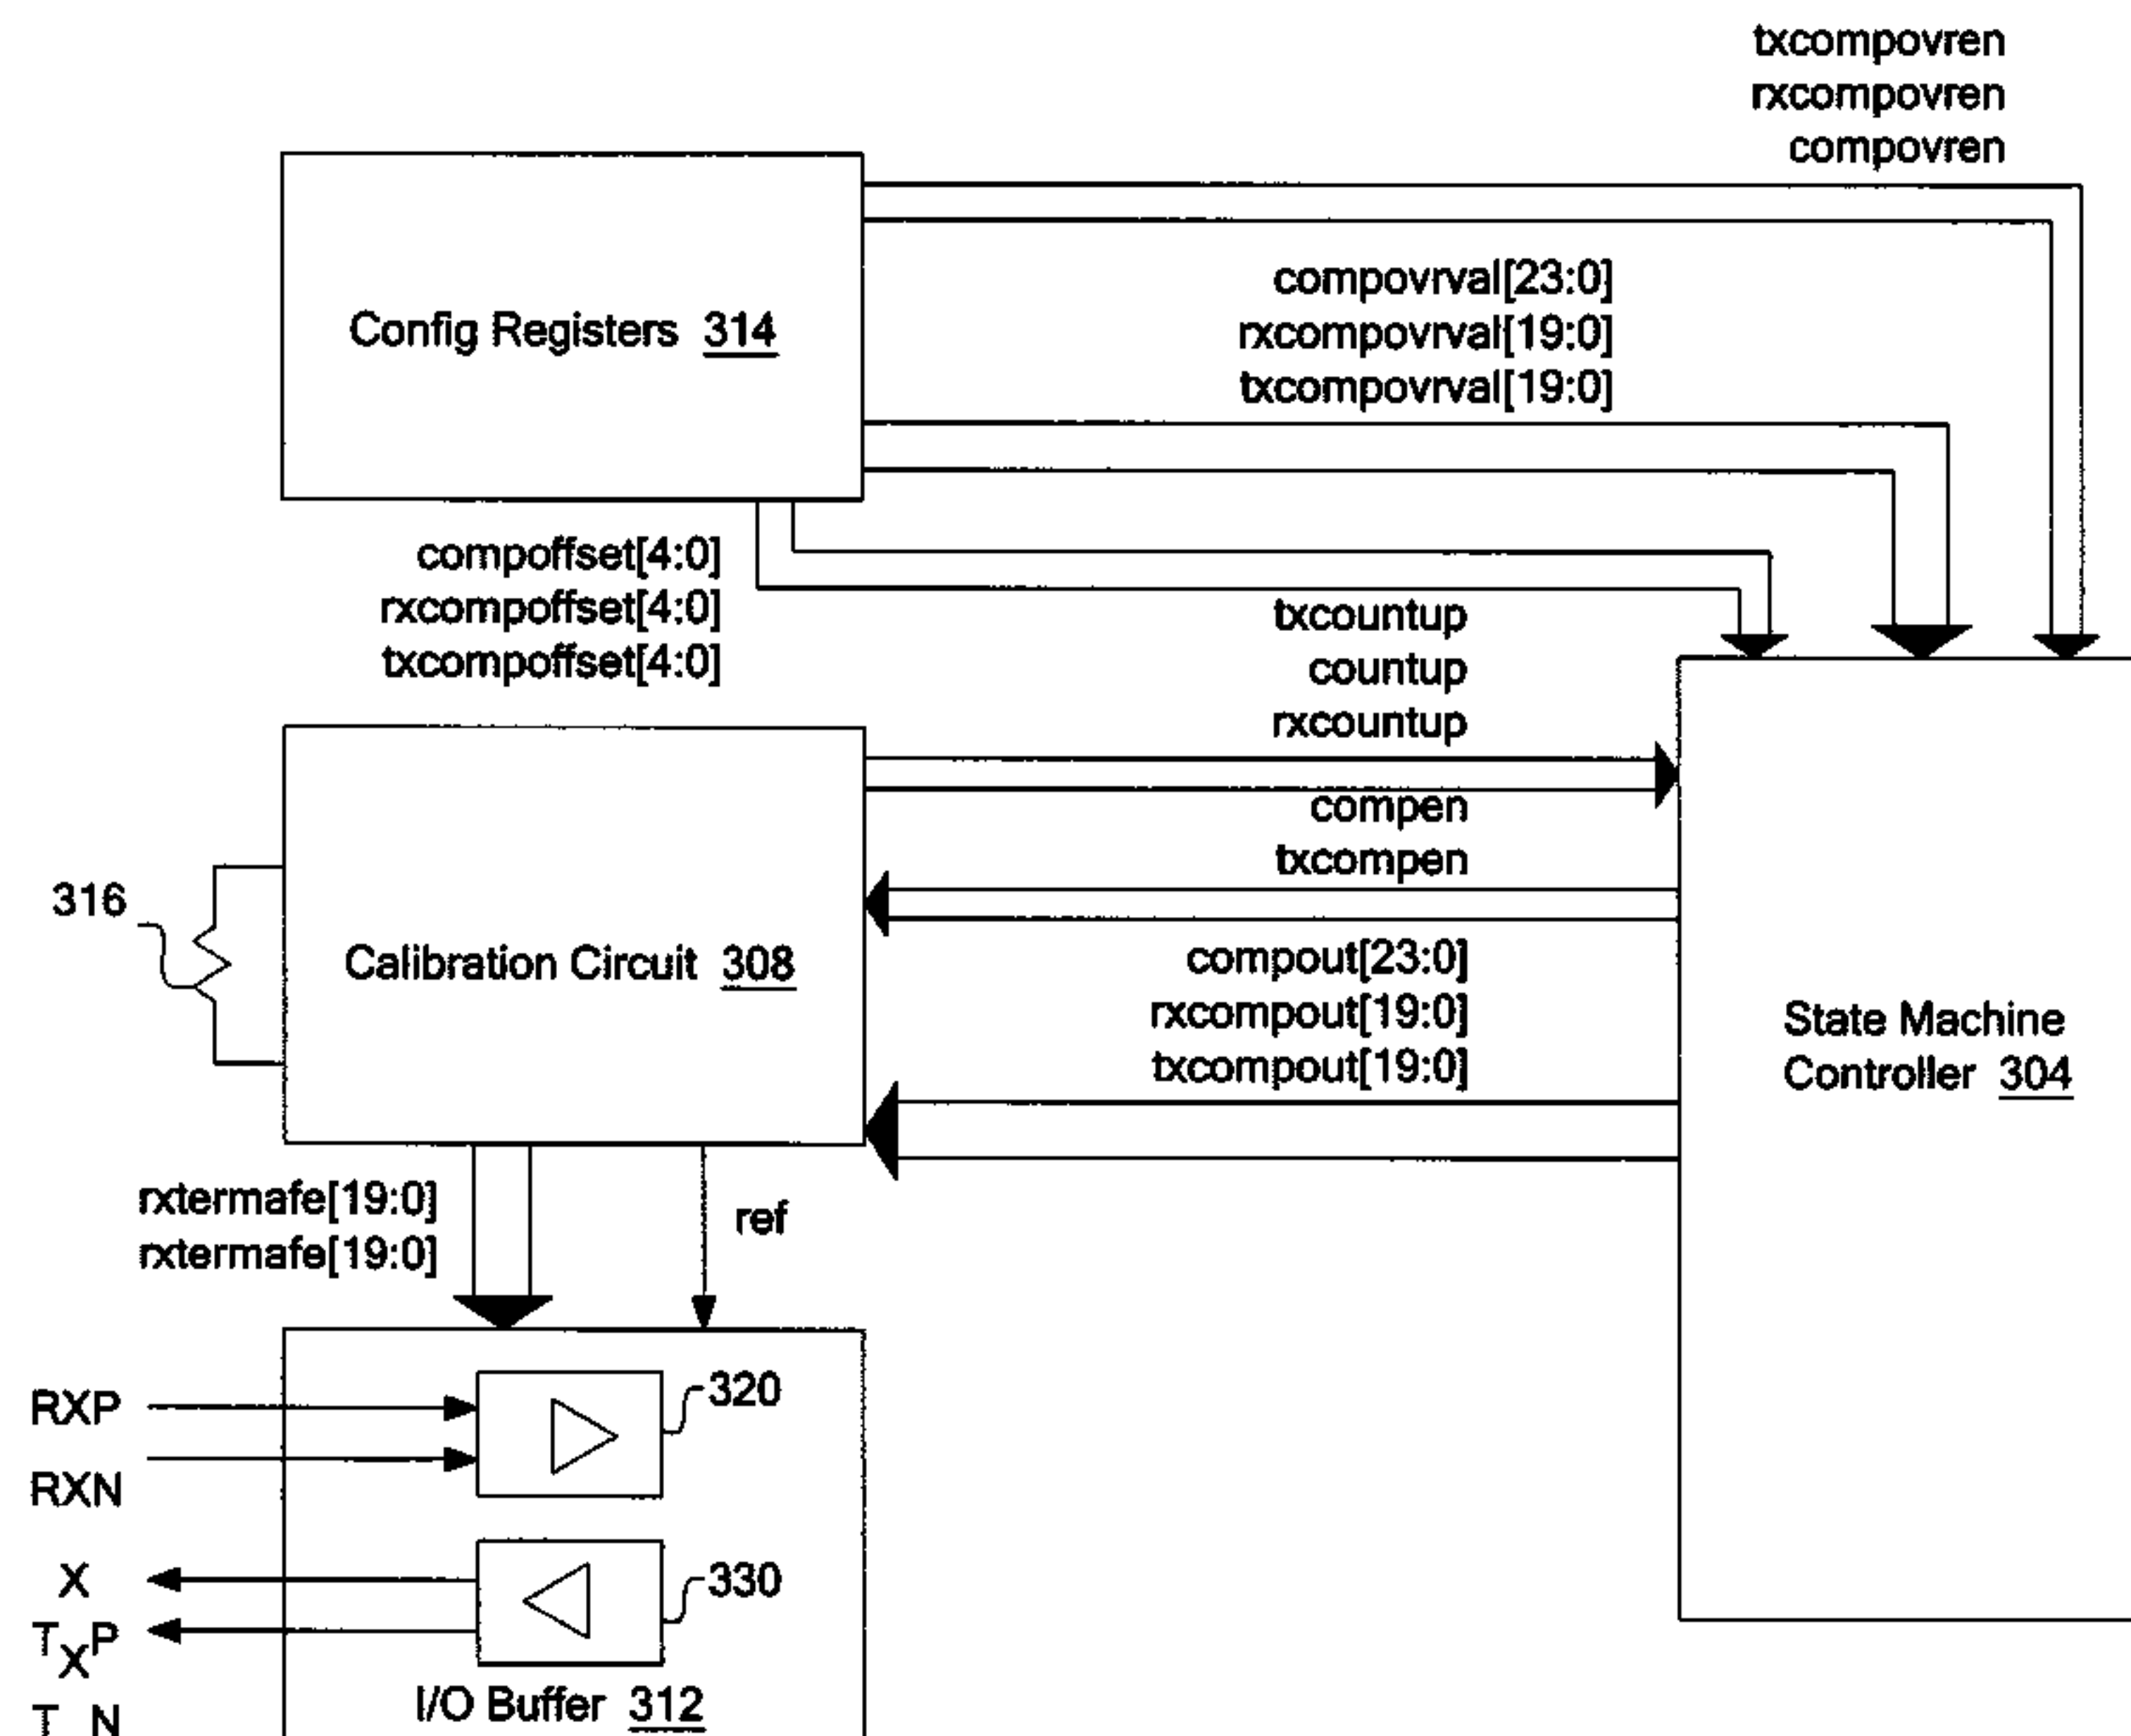 txcompovren
rxcompovren
compovren
Config Registers 314
compovrval[23:0]
rxcompovrval[19:0]
txcompovrval[19:0]
compoffset[4:0]
rxcompoffset[4:0]
txcompoffset[4:0]
txcountup
countup
rxcountup
compen
txcompen
316
Calibration Circuit 308
compout[23:0]
rxcompout[19:0]
txcompout[19:0]
State Machine
Controller 304
rxtermafe[19:0]
rxtermafe[19:0]
ref
RXP
RXN
320
X
T P
X
T N
330
I/O Buffer 312